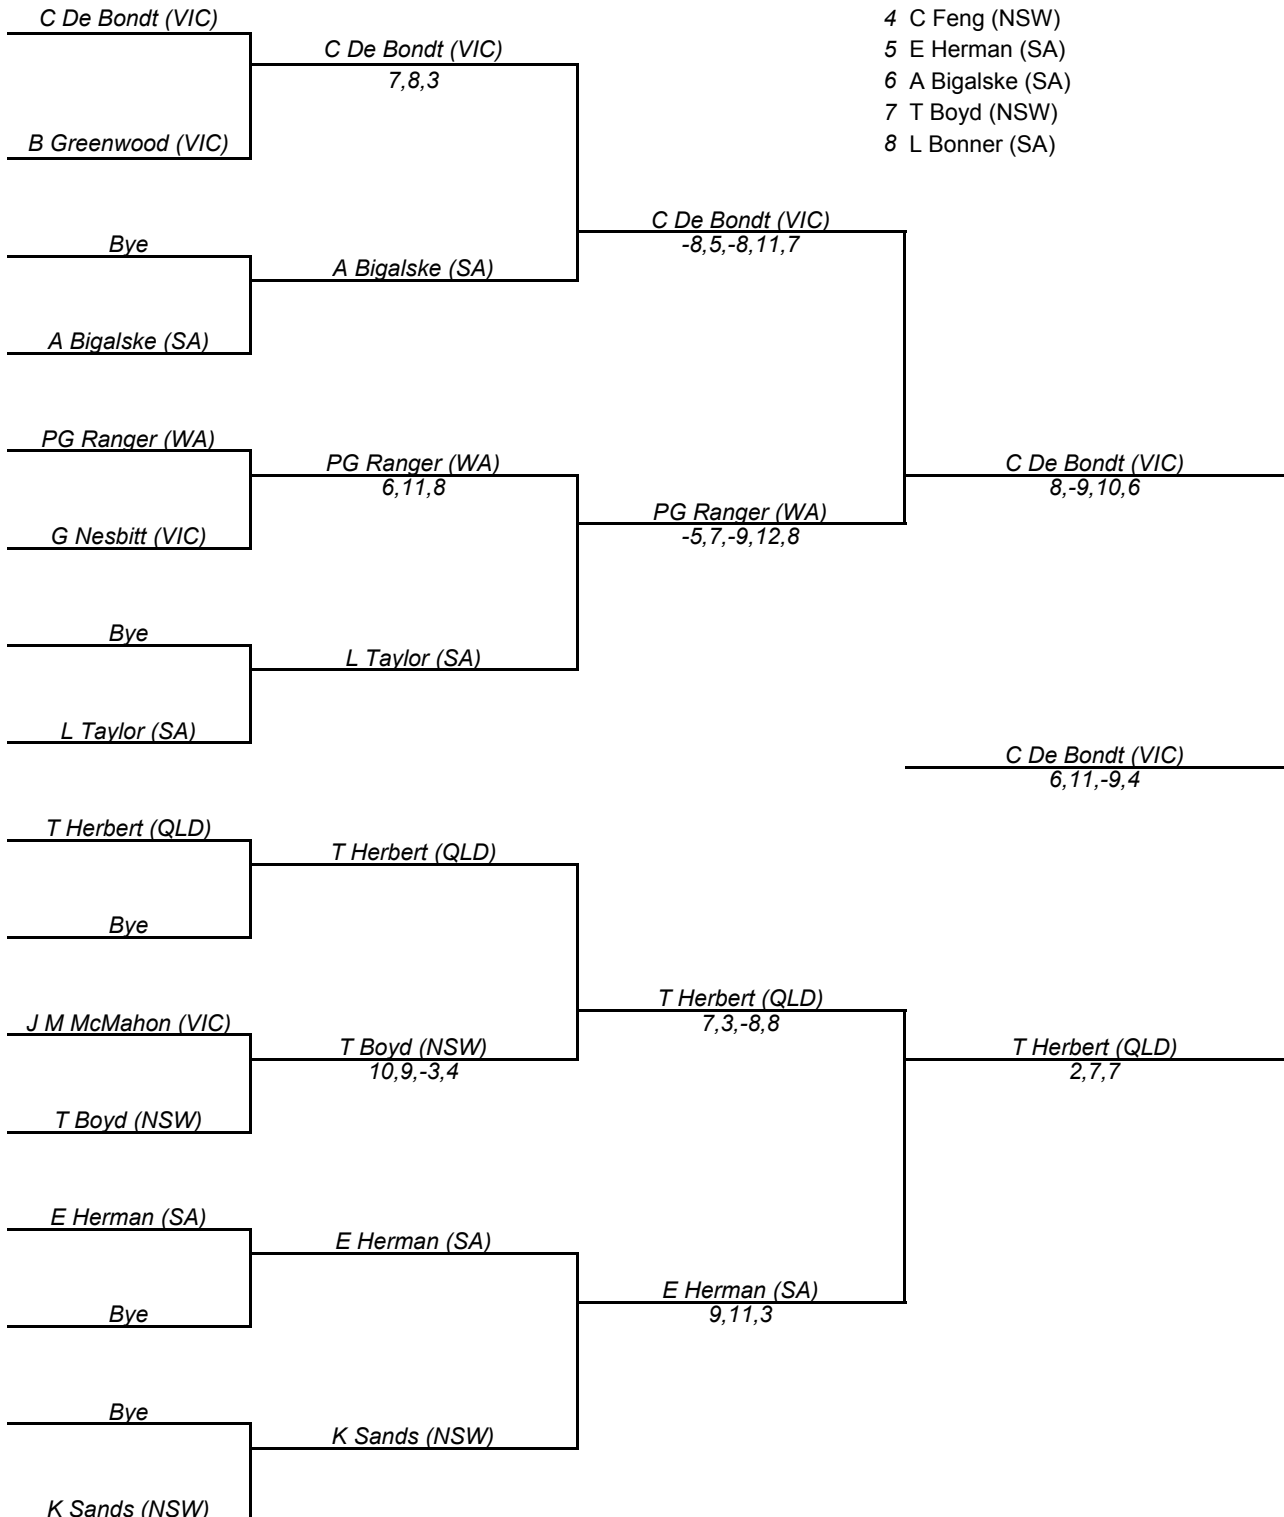 C De Bondt (VIC)
4 C Feng (NSW)
C De Bondt (VIC)
5 E Herman (SA)
7,8,3
6 A Bigalske (SA)
7 T Boyd (NSW)
B Greenwood (VIC)
8 L Bonner (SA)
C De Bondt (VIC)
-8,5,-8,11,7
Bye
A Bigalske (SA)
A Bigalske (SA)
PG Ranger (WA)
PG Ranger (WA)
6,11,8
C De Bondt (VIC)
8,-9,10,6
PG Ranger (WA)
-5,7,-9,12,8
G Nesbitt (VIC)
Bye
L Taylor (SA)
L Taylor (SA)
C De Bondt (VIC)
6,11,-9,4
T Herbert (QLD)
T Herbert (QLD)
Bye
T Herbert (QLD)
7,3,-8,8
J M McMahon (VIC)
T Boyd (NSW)
10,9,-3,4
T Herbert (QLD)
2,7,7
T Boyd (NSW)
E Herman (SA)
E Herman (SA)
E Herman (SA)
9,11,3
Bye
Bye
K Sands (NSW)
K Sands (NSW)